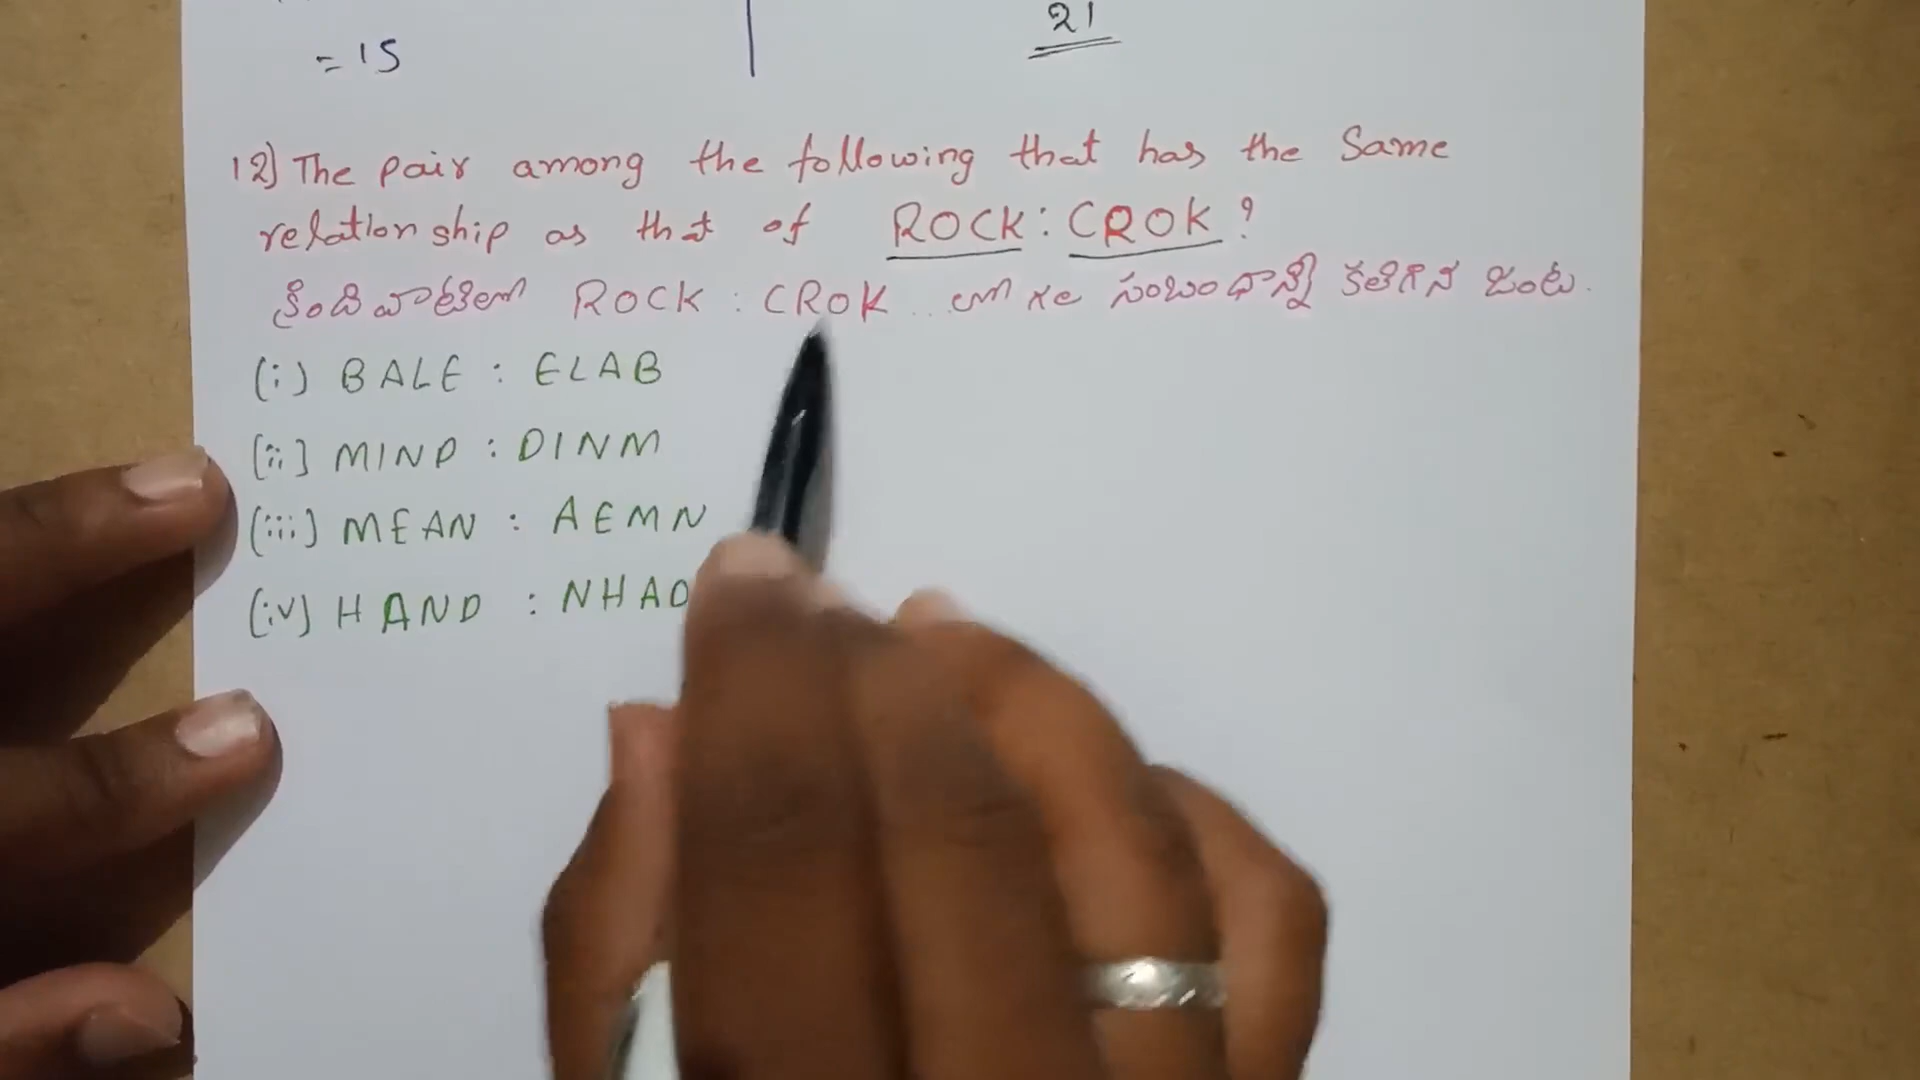 = 15
21
12) The pair among the following that has the Same
relationship as that of ROCK : CROK ?
ಕೆಳಗಿನ ಜಂಟು.
ROCK : CROK
(i) BALE : ELAB
(ii) MIND : DINM
(iii) MEAN : AEMN
(iv) HAND : NHAD